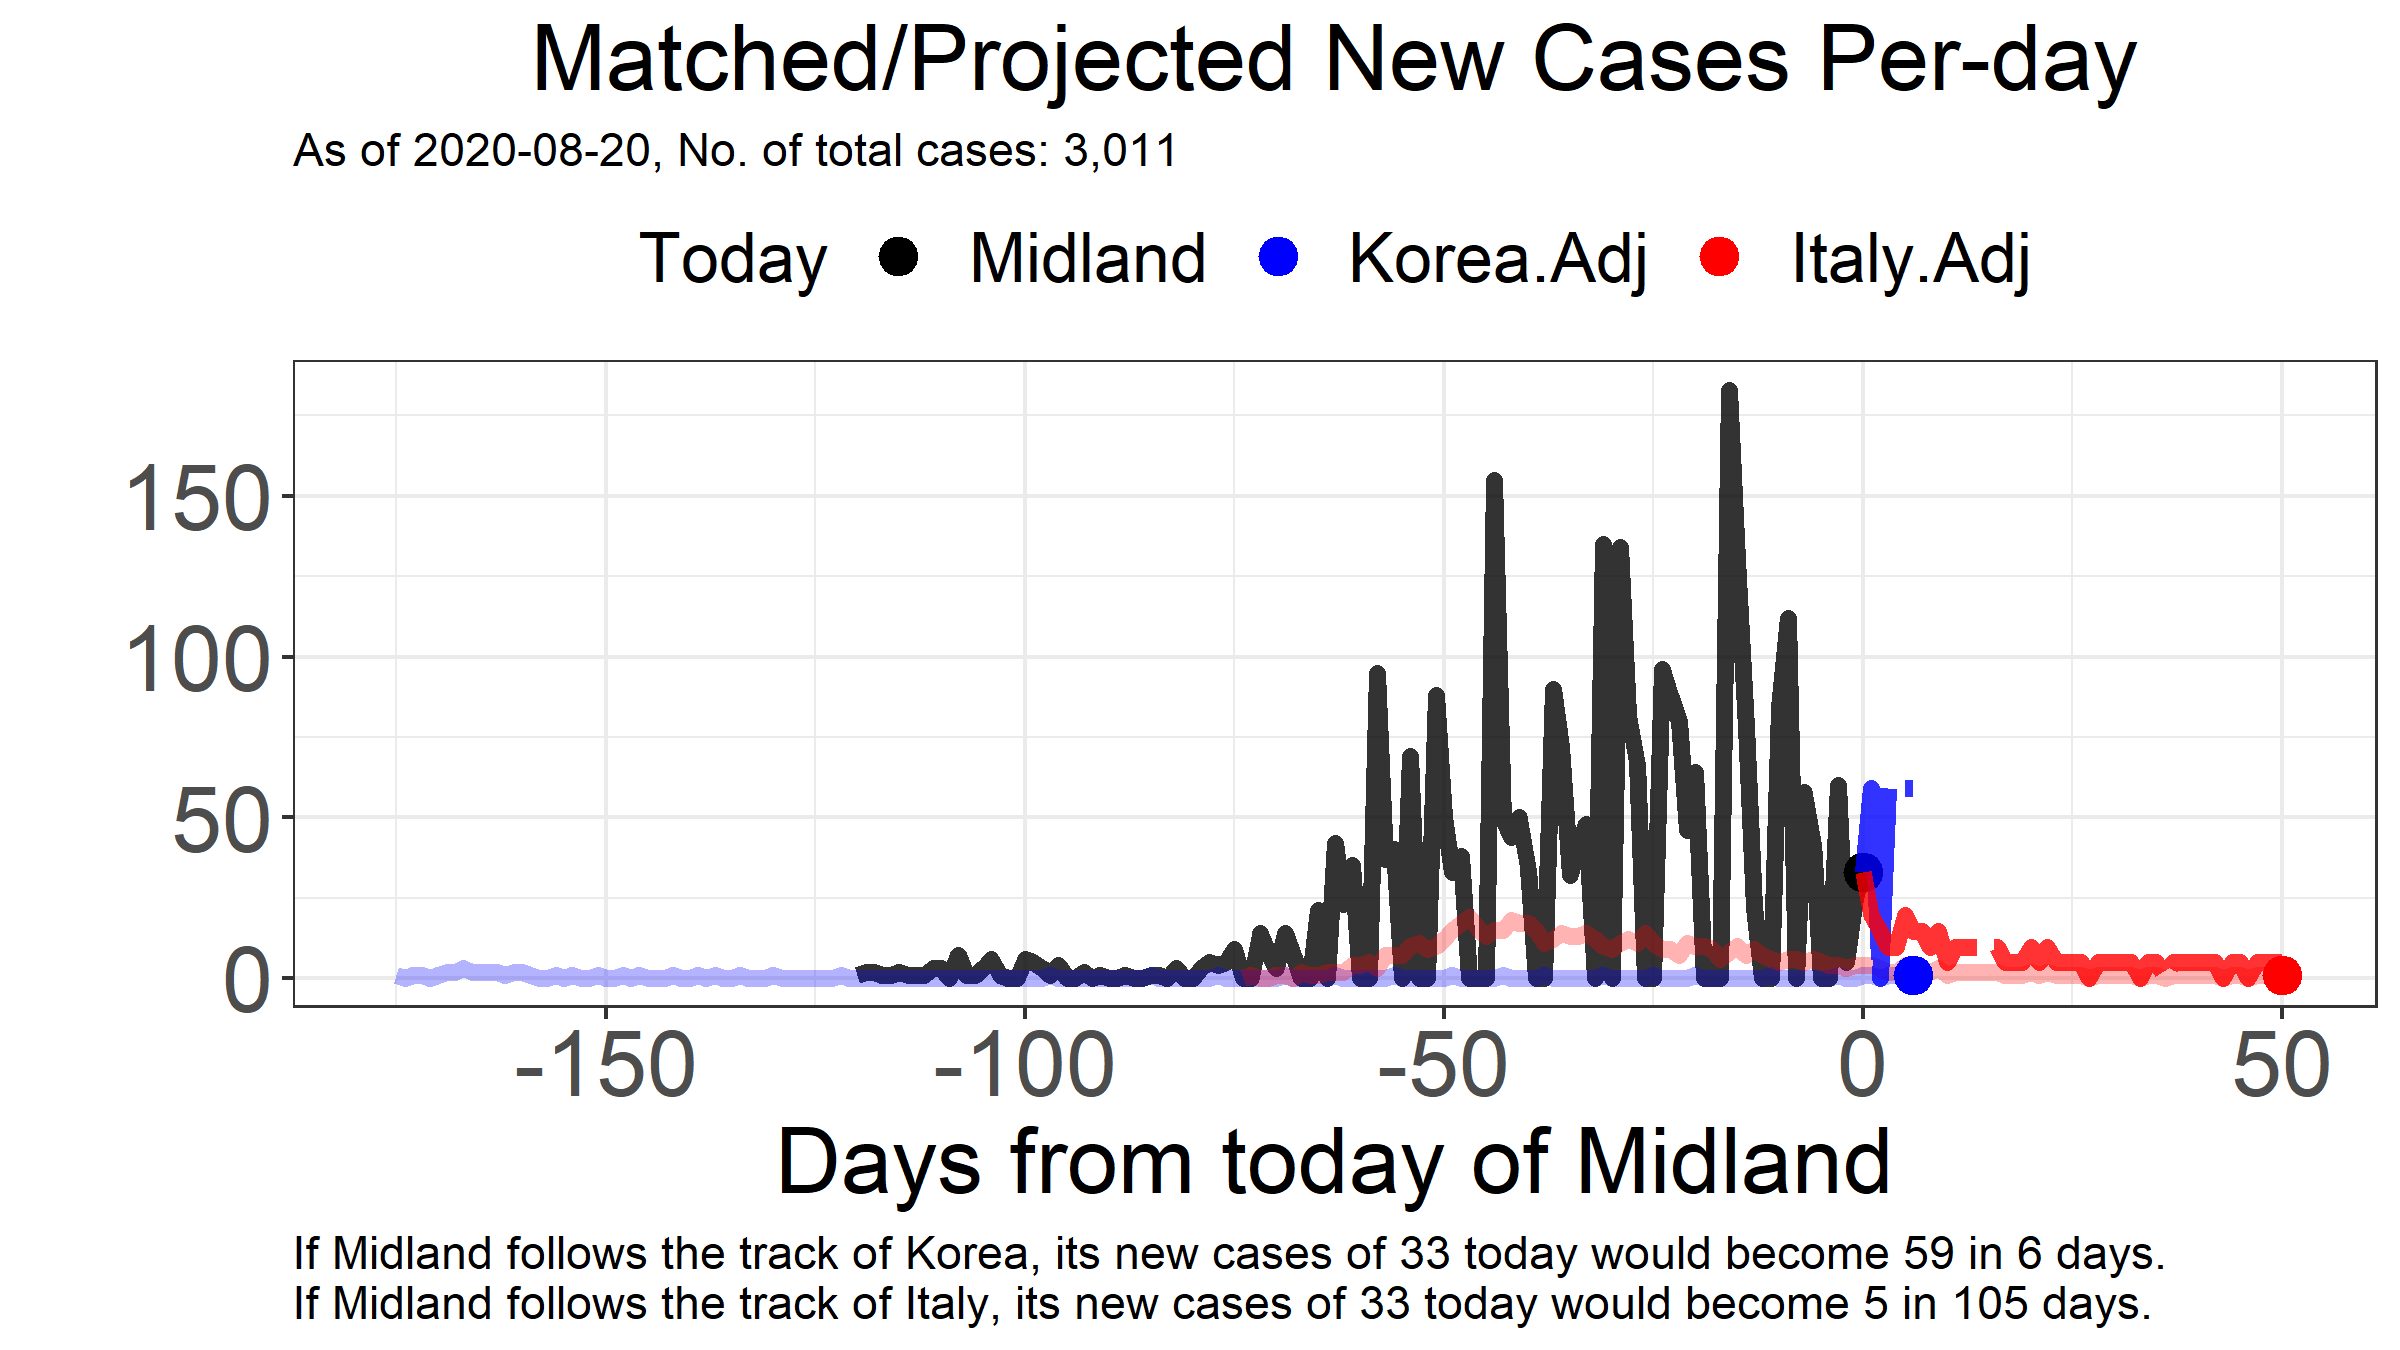 Matched/Projected New Cases Per-day
As of 2020-08-20, No. of total cases: 3,011
Today Midland Korea.Adj Italy.Adj
150
100
50
0
-150 -100 -50 0 50
Days from today of Midland
If Midland follows the track of Korea, its new cases of 33 today would become 59 in 6 days.
If Midland follows the track of Italy, its new cases of 33 today would become 5 in 105 days.